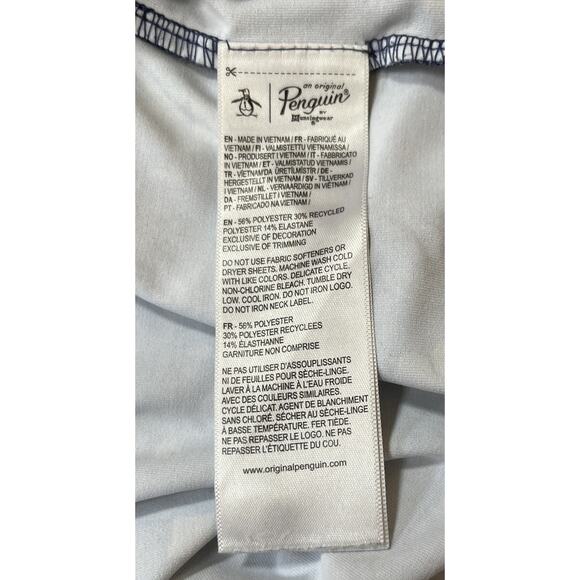 an original
Penguin®
BY
Munsingwear
®
EN - MADE IN VIETNAM / FR - FABRIQUÉ AU
VIETNAM / FI - VALMISTETTU VIETNAMISSA /
NO - PRODUSERT I VIETNAM / IT - FABBRICATO
IN VIETNAM / ET - VALMISTATUD VIETNAMIS /
TR - VİETNAM'DA ÜRETİLMİŞTİR / DE -
HERGESTELLT IN VIETNAM / SV - TILLVERKAD
I VIETNAM / NL - VERVAARDIGD IN VIËTNAM /
DA - FREMSTILLET I VIETNAM /
PT - FABRICADO NA VIETNAM /
EN - 56% POLYESTER 30% RECYCLED
POLYESTER 14% ELASTANE
EXCLUSIVE OF DECORATION
EXCLUSIVE OF TRIMMING
DO NOT USE FABRIC SOFTENERS OR
DRYER SHEETS. MACHINE WASH COLD
WITH LIKE COLORS. DELICATE CYCLE.
NON-CHLORINE BLEACH. TUMBLE DRY
LOW. COOL IRON. DO NOT IRON LOGO.
DO NOT IRON NECK LABEL.
FR - 56% POLYESTER
30% POLYESTER RECYCLEES
14% ÉLASTHANNE
GARNITURE NON COMPRISE
NE PAS UTILISER D'ASSOUPLISSANTS
NI DE FEUILLES POUR SÈCHE-LINGE.
LAVER À LA MACHINE À L'EAU FROIDE
AVEC DES COULEURS SIMILAIRES.
CYCLE DÉLICAT. AGENT DE BLANCHIMENT
SANS CHLORÉ. SÉCHER AU SÈCHE-LINGE
À BASSE TEMPÉRATURE. FER TIÈDE.
NE PAS REPASSER LE LOGO. NE PAS
REPASSER L'ÉTIQUETTE DU COU.
www.originalpenguin.com